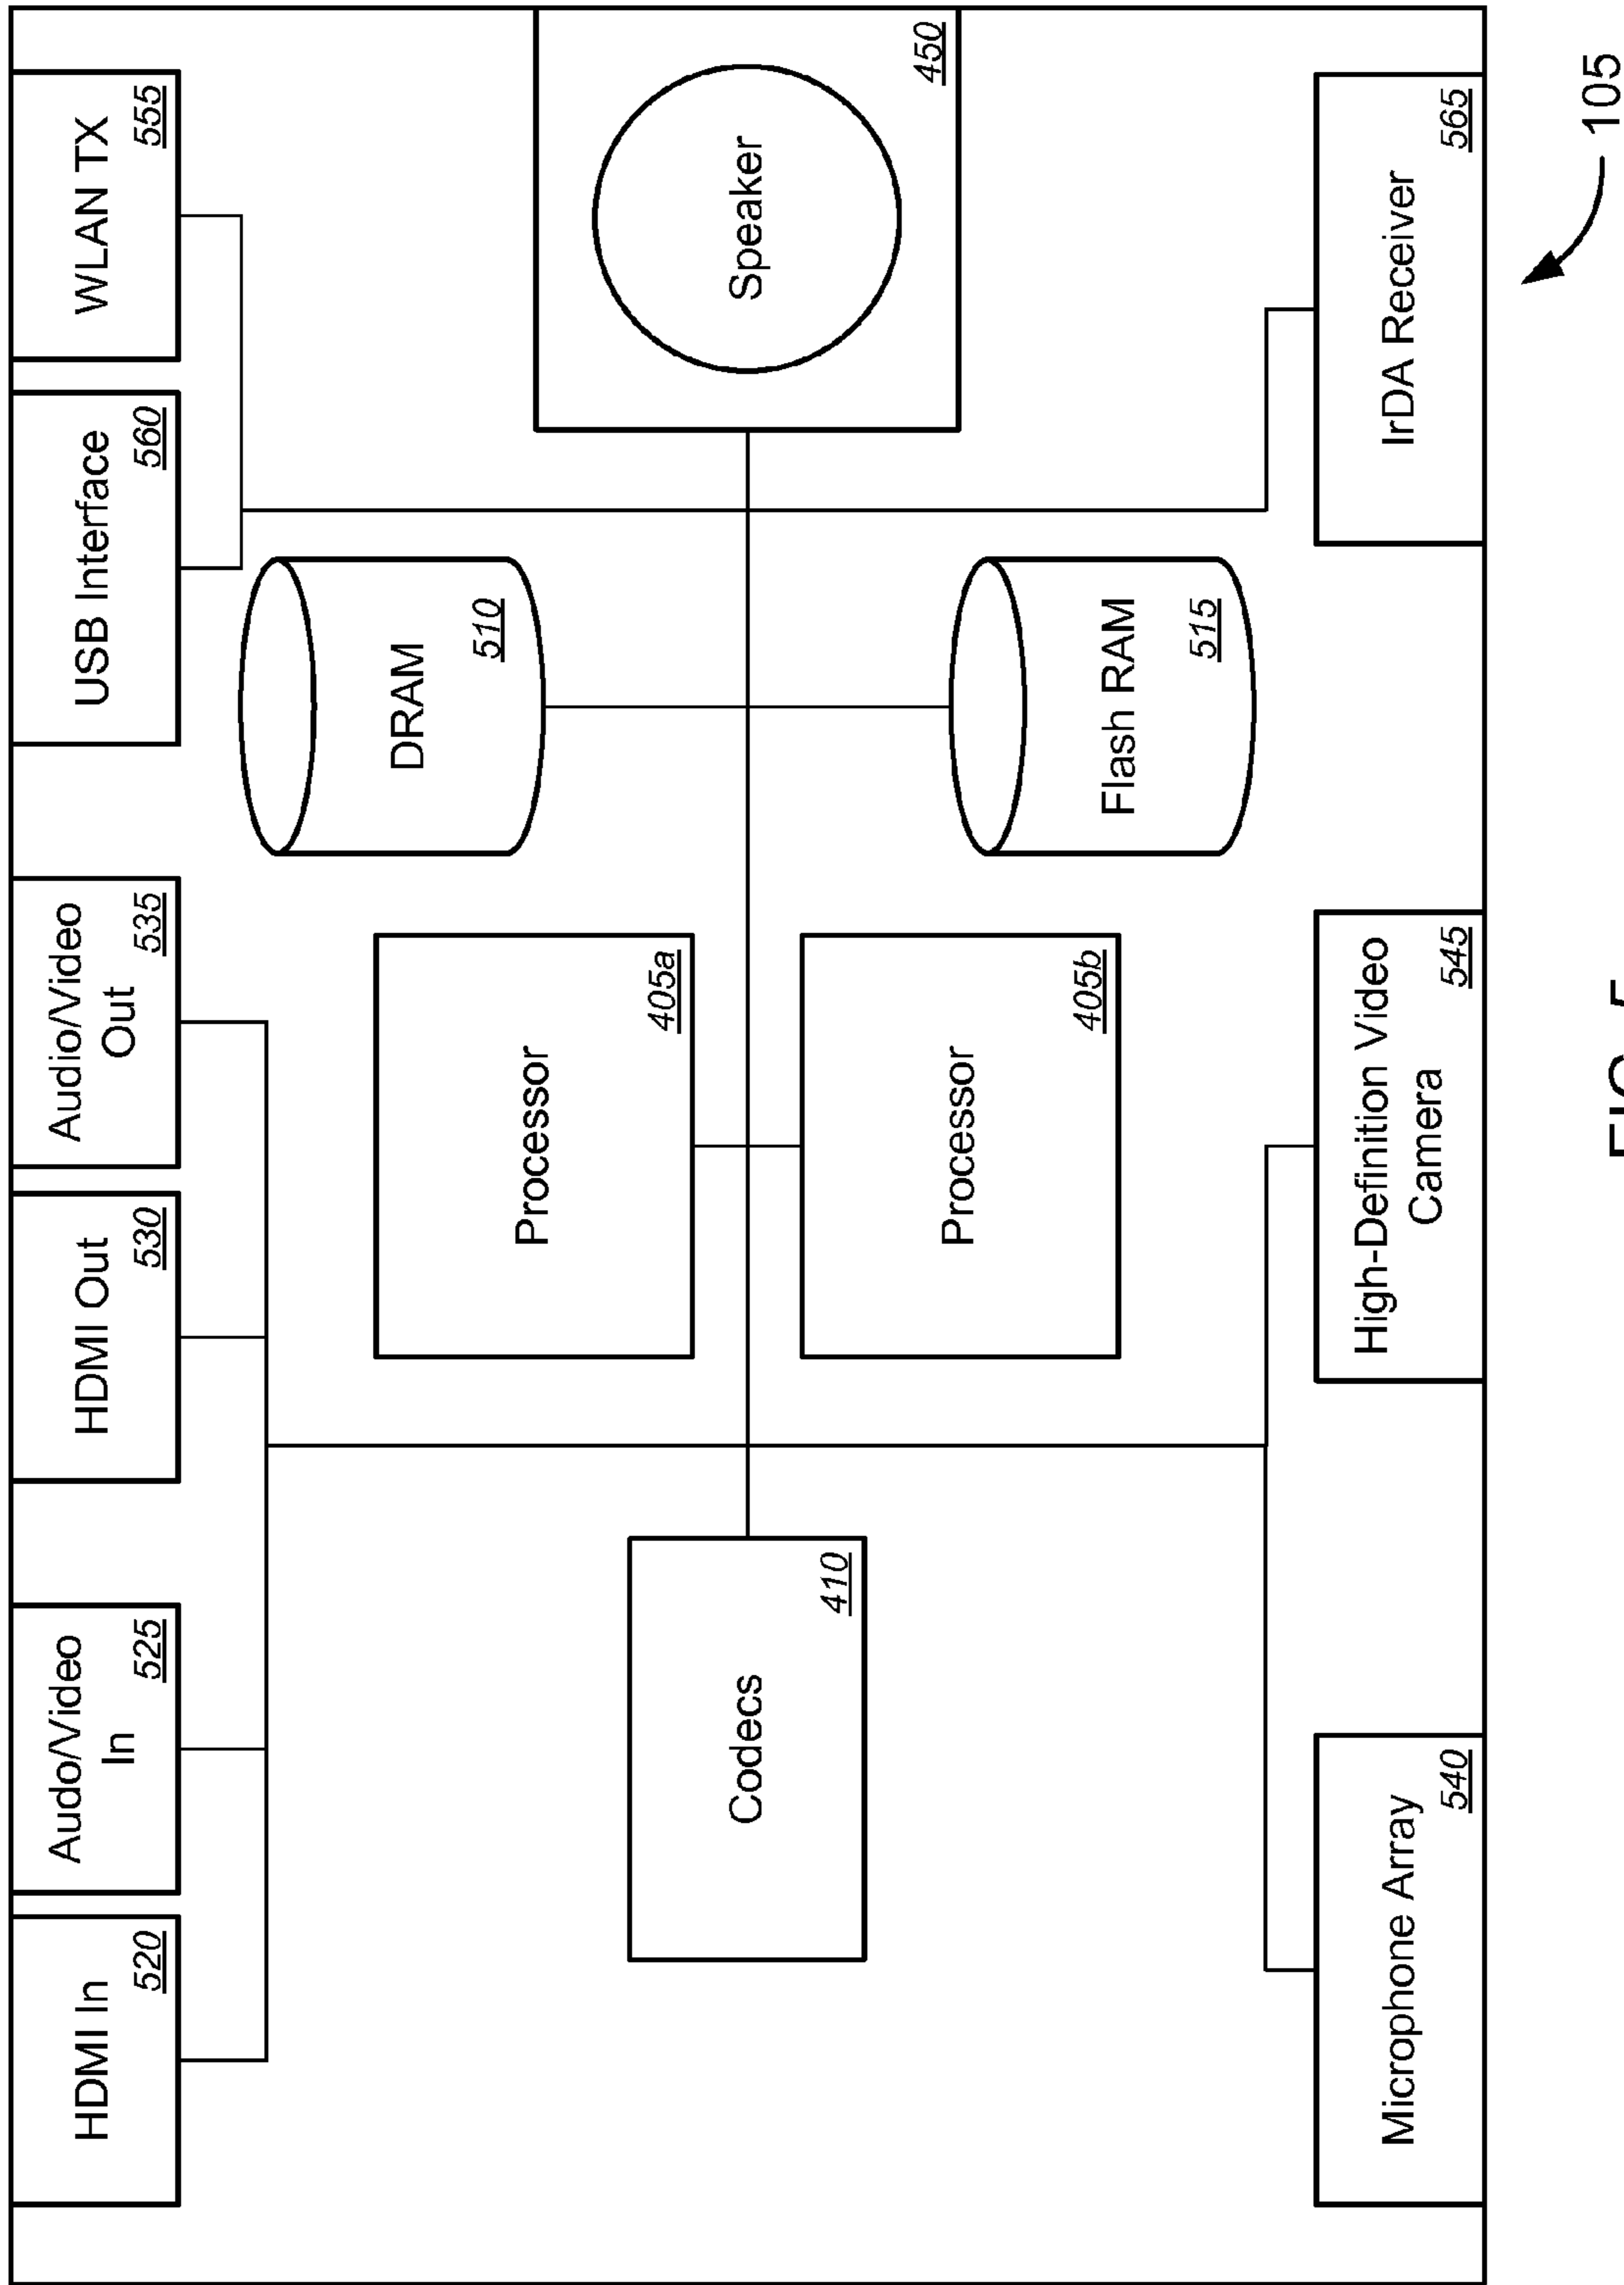 HDMI In
520
Audo/Video
In
525
HDMI Out
530
Audio/Video
Out
535
USB Interface
560
WLAN TX
555
DRAM
510
Processor
405a
Codecs
410
Speaker
450
Processor
405b
Flash RAM
515
Microphone Array
540
High-Definition Video
Camera
545
IrDA Receiver
565
105
FIG. 5